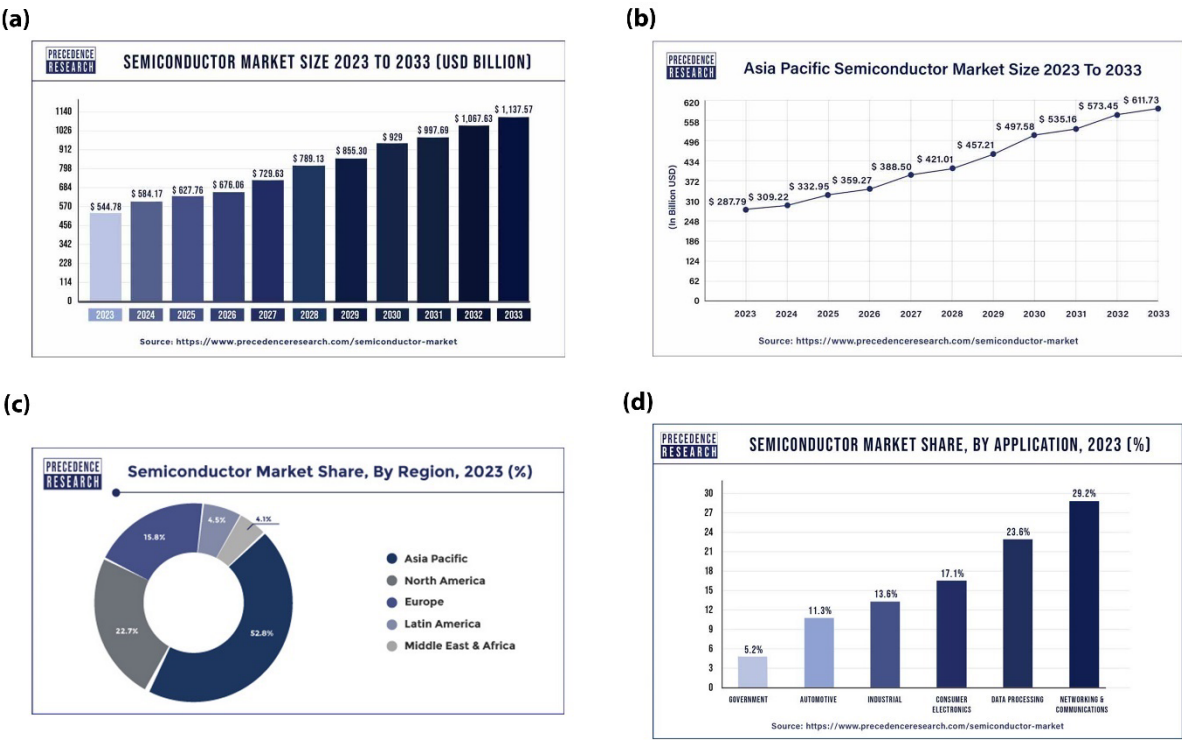 (a)
PRECEDENCE
RESEARCH
SEMICONDUCTOR MARKET SIZE 2023 TO 2033 (USD BILLION)
1140
1026
912
798
684
570
456
342
228
114
0
$ 544.78
$ 584.17
$ 627.76
$ 676.06
$ 729.63
$ 789.13
$ 855.30
$ 929
$ 997.69
$ 1,067.63
$ 1,137.57
2023 2024 2025 2026 2027 2028 2029 2030 2031 2032 2033
Source: https://www.precedenceresearch.com/semiconductor-market
(b)
PRECEDENCE
RESEARCH
Asia Pacific Semiconductor Market Size 2023 To 2033
(In Billion USD)
620
558
496
434
372
310
248
186
124
62
0
$ 287.79
$ 309.22
$ 332.95
$ 359.27
$ 388.50
$ 421.01
$ 457.21
$ 497.58
$ 535.16
$ 573.45
$ 611.73
2023 2024 2025 2026 2027 2028 2029 2030 2031 2032 2033
Source: https://www.precedenceresearch.com/semiconductor-market
(c)
PRECEDENCE
RESEARCH
Semiconductor Market Share, By Region, 2023 (%)
4.5%
4.1%
15.8%
22.7%
52.8%
Asia Pacific
North America
Europe
Latin America
Middle East & Africa
(d)
PRECEDENCE
RESEARCH
SEMICONDUCTOR MARKET SHARE, BY APPLICATION, 2023 (%)
30
27
24
21
18
15
12
9
6
3
0
5.2%
11.3%
13.6%
17.1%
23.6%
29.2%
GOVERNMENT
AUTOMOTIVE
INDUSTRIAL
CONSUMER
ELECTRONICS
DATA PROCESSING
NETWORKING &
COMMUNICATIONS
Source: https://www.precedenceresearch.com/semiconductor-market